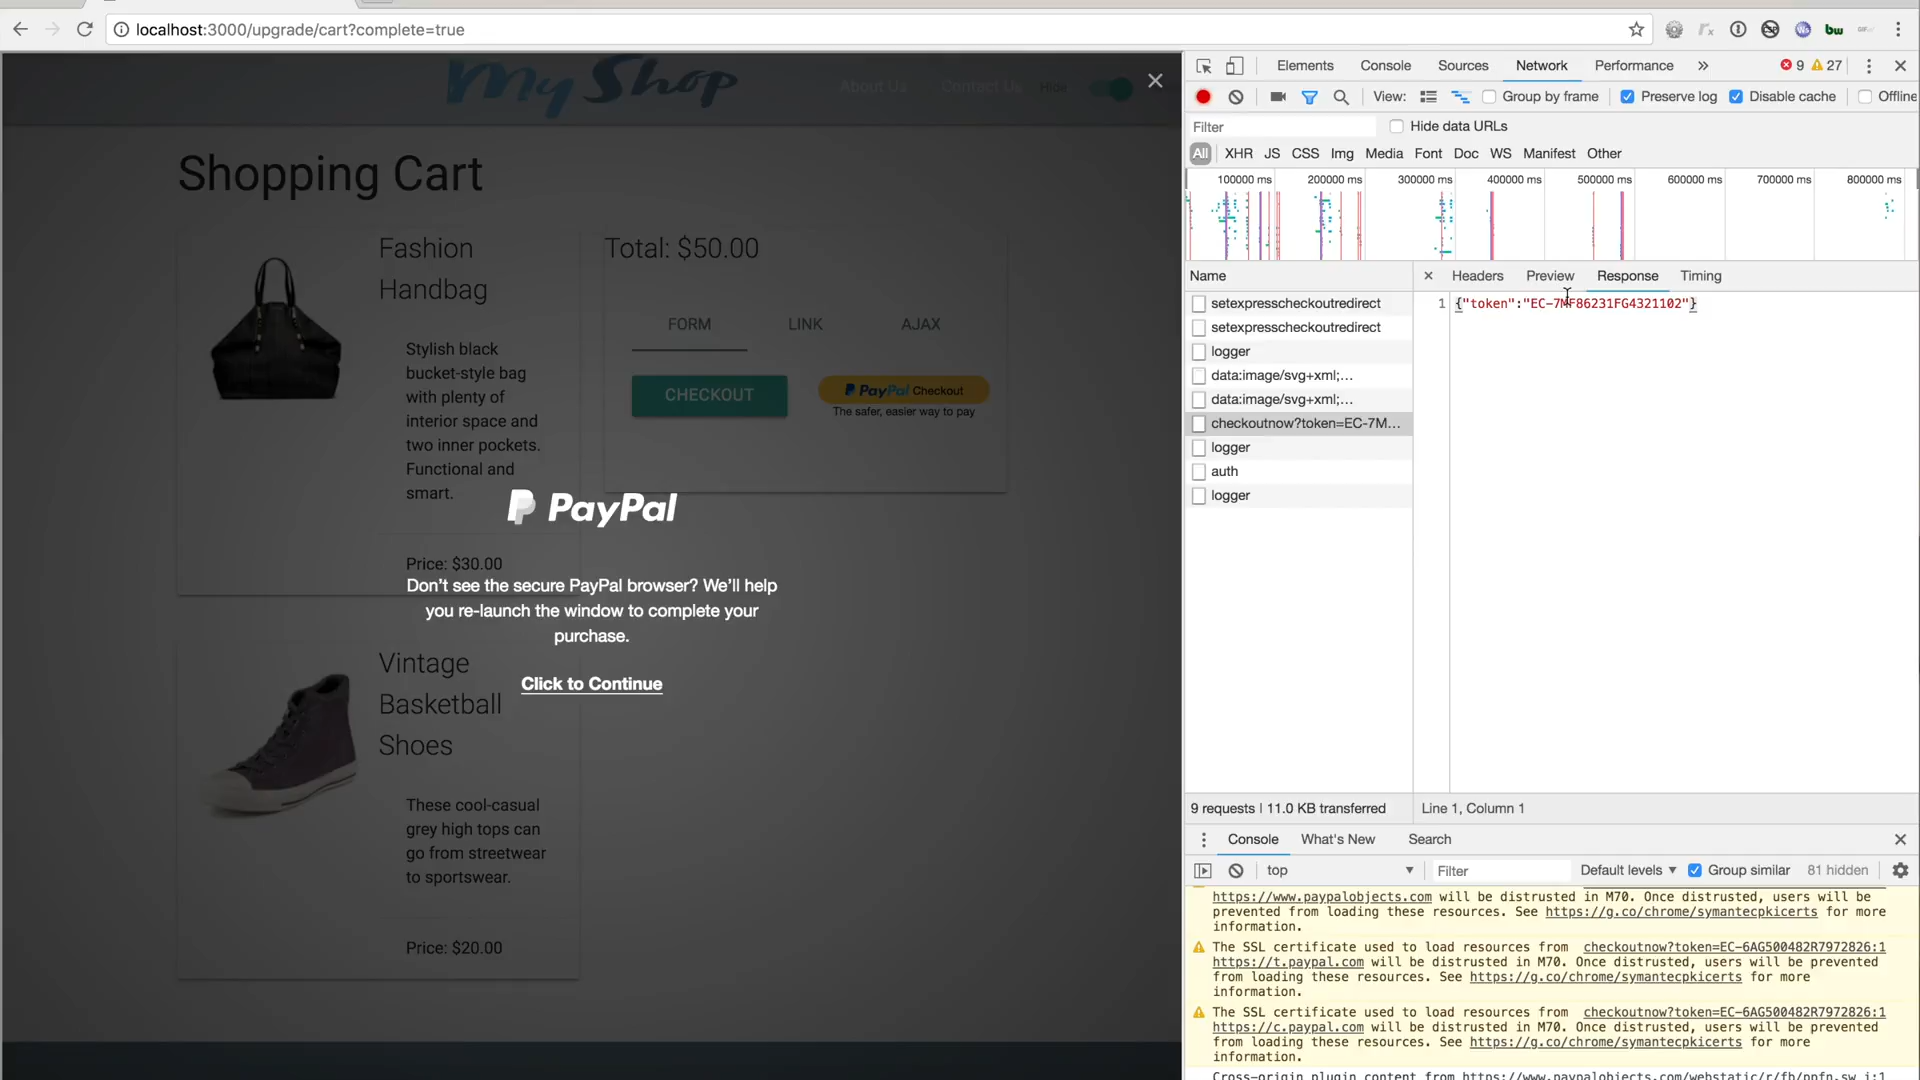 localhost:3000/upgrade/cart?complete=true
bw
My Shop
About Us
Contact Us
Hide
Shopping Cart
Fashion
Handbag
Stylish black
bucket-style bag
with plenty of
interior space and
two inner pockets.
Functional and
smart.
Price: $30.00
Total: $50.00
FORM
LINK
AJAX
CHECKOUT
PayPal Checkout
The safer, easier way to pay
PayPal
Don't see the secure PayPal browser? We'll help
you re-launch the window to complete your
purchase.
Click to Continue
Vintage
Basketball
Shoes
These cool-casual
grey high tops can
go from streetwear
to sportswear.
Price: $20.00
Elements Console Sources Network Performance » 9 27
View: Group by frame Preserve log Disable cache Offline
Filter Hide data URLs
All XHR JS CSS Img Media Font Doc WS Manifest Other
100000 ms 200000 ms 300000 ms 400000 ms 500000 ms 600000 ms 700000 ms 800000 ms
Name
setexpresscheckoutredirect
setexpresscheckoutredirect
logger
data:image/svg+xml;...
data:image/svg+xml;...
checkoutnow?token=EC-7M...
logger
auth
logger
Headers Preview Response Timing
1 {"token":"EC-7MF86231FG4321102"}
9 requests | 11.0 KB transferred
Line 1, Column 1
Console What's New Search
top Filter Default levels Group similar 81 hidden
https://www.paypalobjects.com will be distrusted in M70. Once distrusted, users will be
prevented from loading these resources. See https://g.co/chrome/symantecpkicerts for more
information.
The SSL certificate used to load resources from checkoutnow?token=EC-6AG500482R7972826:1
https://t.paypal.com will be distrusted in M70. Once distrusted, users will be prevented
from loading these resources. See https://g.co/chrome/symantecpkicerts for more
information.
The SSL certificate used to load resources from checkoutnow?token=EC-6AG500482R7972826:1
https://c.paypal.com will be distrusted in M70. Once distrusted, users will be prevented
from loading these resources. See https://g.co/chrome/symantecpkicerts for more
information.
Cross-origin plugin content from